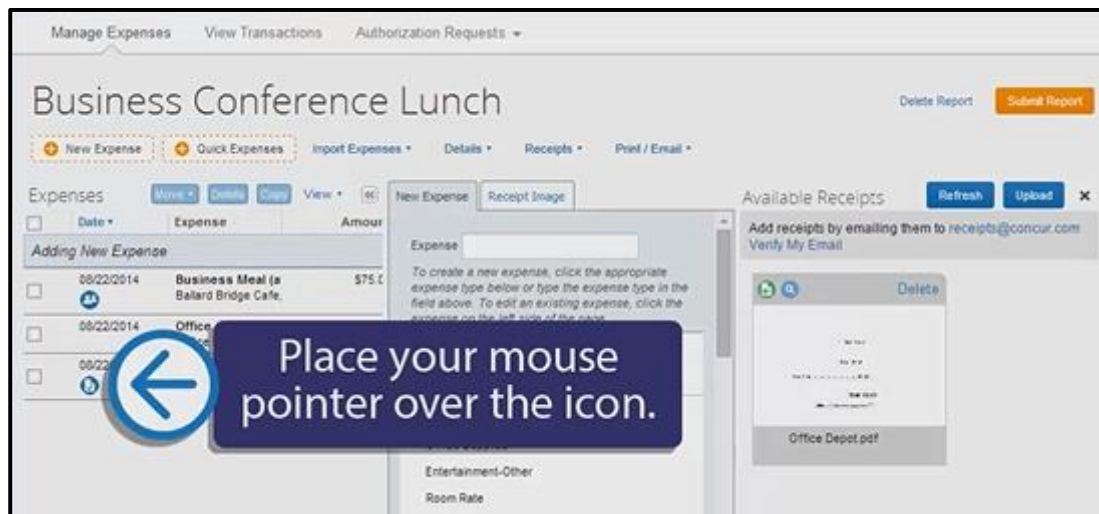 Manage Expenses View Transactions Authorization Requests
Business Conference Lunch
Delete Report Submit Report
New Expense Quick Expenses Import Expenses Details Receipts Print / Email
Expenses Move Details Copy View
New Expense Receipt Image
Available Receipts Refresh Upload
Date Expense Amour
Adding New Expense
08/22/2014 Business Meal (a $75.0
Ballard Bridge Cafe,
08/22/2014 Office
08/22
Expense
To create a new expense, click the appropriate
expense type below or type the expense type in the
field above. To edit an existing expense, click the
expense on the left side of the page.
Place your mouse
pointer over the icon.
Entertainment-Other
Room Rate
Add receipts by emailing them to receipts@concur.com
Verify My Email
Delete
Office Depot.pdf